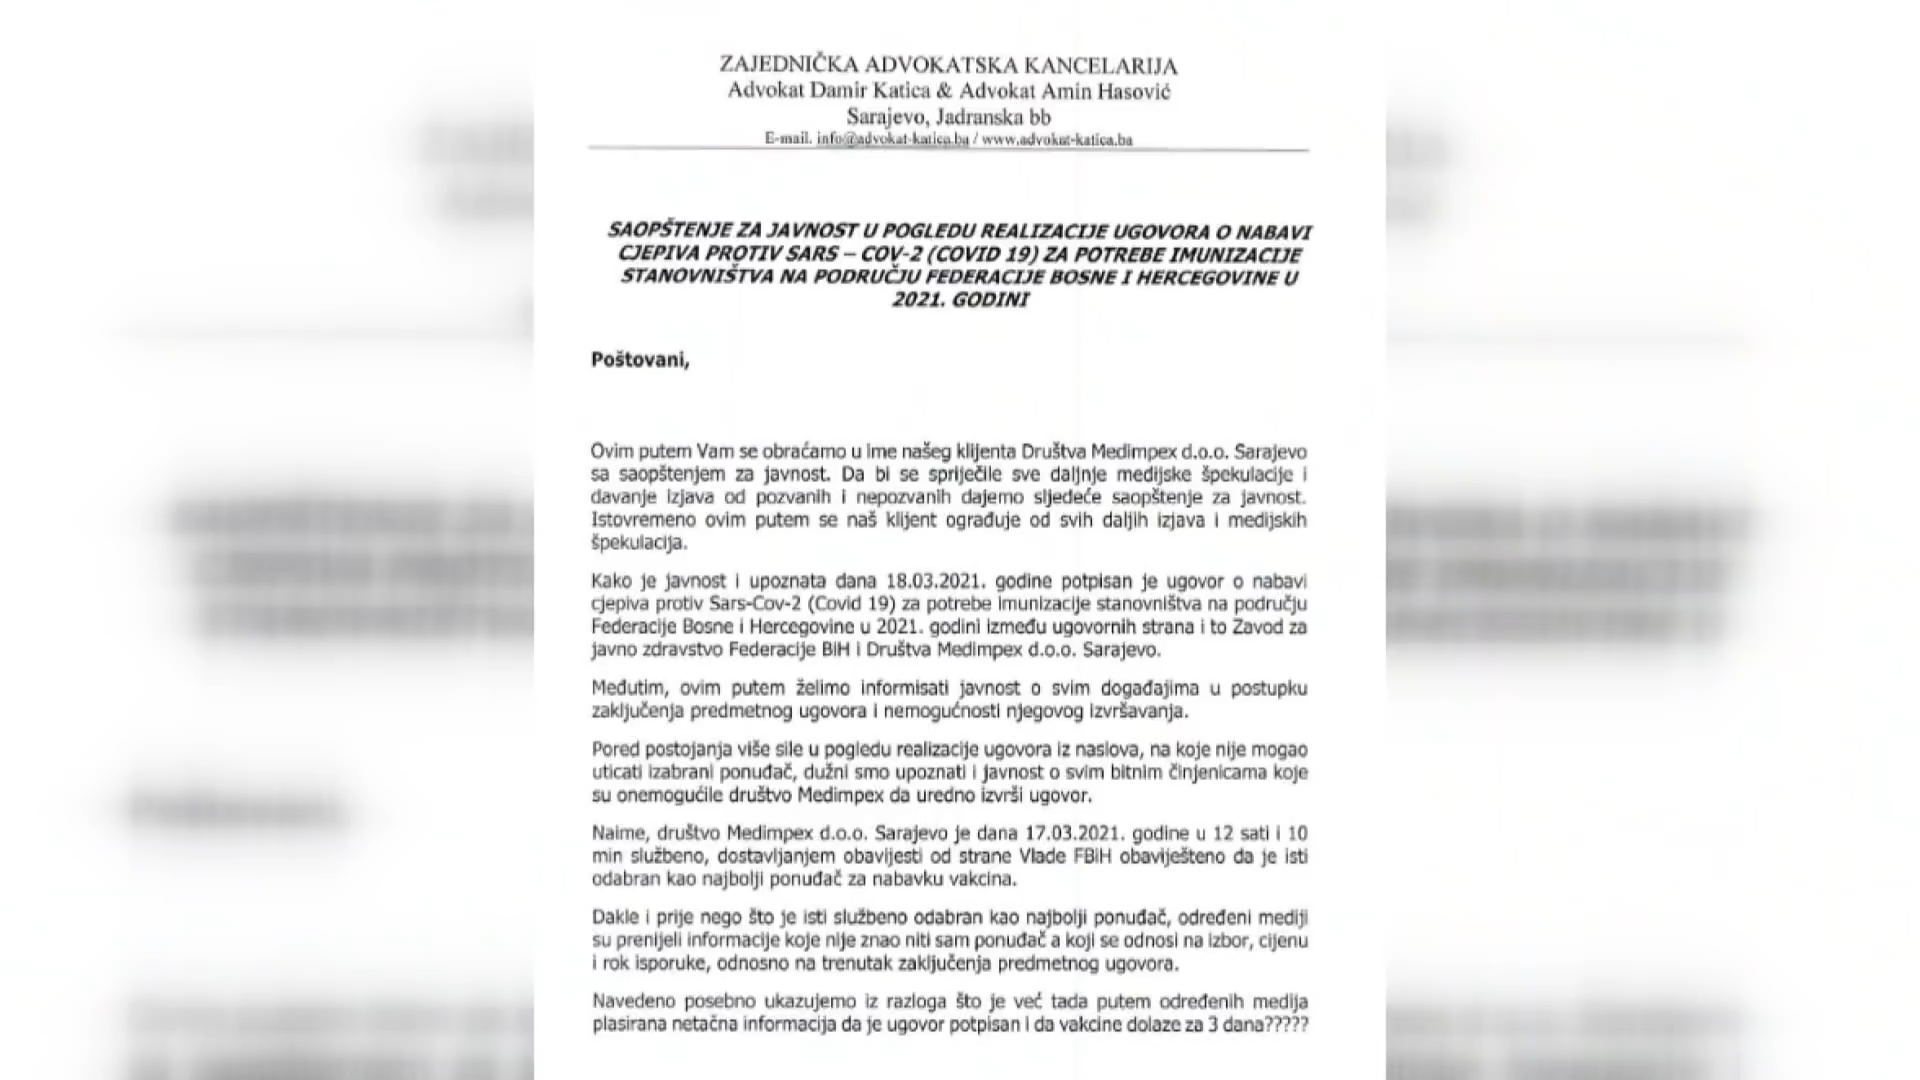 ZAJEDNIČKA ADVOKATSKA KANCELARIJA
Advokat Damir Katica & Advokat Amin Hasović
Sarajevo, Jadranska bb
E-mail. info@advokat-katica.ba / www.advokat-katica.ba
SAOPŠTENJE ZA JAVNOST U POGLEDU REALIZACIJE UGOVORA O NABAVI
CJEPIVA PROTIV SARS – COV-2 (COVID 19) ZA POTREBE IMUNIZACIJE
STANOVNIŠTVA NA PODRUČJU FEDERACIJE BOSNE I HERCEGOVINE U
2021. GODINI
Poštovani,
Ovim putem Vam se obraćamo u ime našeg klijenta Društva Medimpex d.o.o. Sarajevo
sa saopštenjem za javnost. Da bi se spriječile sve daljnje medijske špekulacije i
davanje izjava od pozvanih i nepozvanih dajemo sljedeće saopštenje za javnost.
Istovremeno ovim putem se naš klijent ograđuje od svih daljih izjava i medijskih
špekulacija.
Kako je javnost i upoznata dana 18.03.2021. godine potpisan je ugovor o nabavi
cjepiva protiv Sars-Cov-2 (Covid 19) za potrebe imunizacije stanovništva na području
Federacije Bosne i Hercegovine u 2021. godini između ugovornih strana i to Zavod za
javno zdravstvo Federacije BiH i Društva Medimpex d.o.o. Sarajevo.
Međutim, ovim putem želimo informisati javnost o svim događajima u postupku
zaključenja predmetnog ugovora i nemogućnosti njegovog izvršavanja.
Pored postojanja više sile u pogledu realizacije ugovora iz naslova, na koje nije mogao
uticati izabrani ponuđač, dužni smo upoznati i javnost o svim bitnim činjenicama koje
su onemogućile društvo Medimpex da uredno izvrši ugovor.
Naime, društvo Medimpex d.o.o. Sarajevo je dana 17.03.2021. godine u 12 sati i 10
min službeno, dostavljanjem obavijesti od strane Vlade FBiH obaviješteno da je isti
odabran kao najbolji ponuđač za nabavku vakcina.
Dakle i prije nego što je isti službeno odabran kao najbolji ponuđač, određeni mediji
su prenijeli informacije koje nije znao niti sam ponuđač a koji se odnosi na izbor, cijenu
i rok isporuke, odnosno na trenutak zaključenja predmetnog ugovora.
Navedeno posebno ukazujemo iz razloga što je već tada putem određenih medija
plasirana netačna informacija da je ugovor potpisan i da vakcine dolaze za 3 dana?????